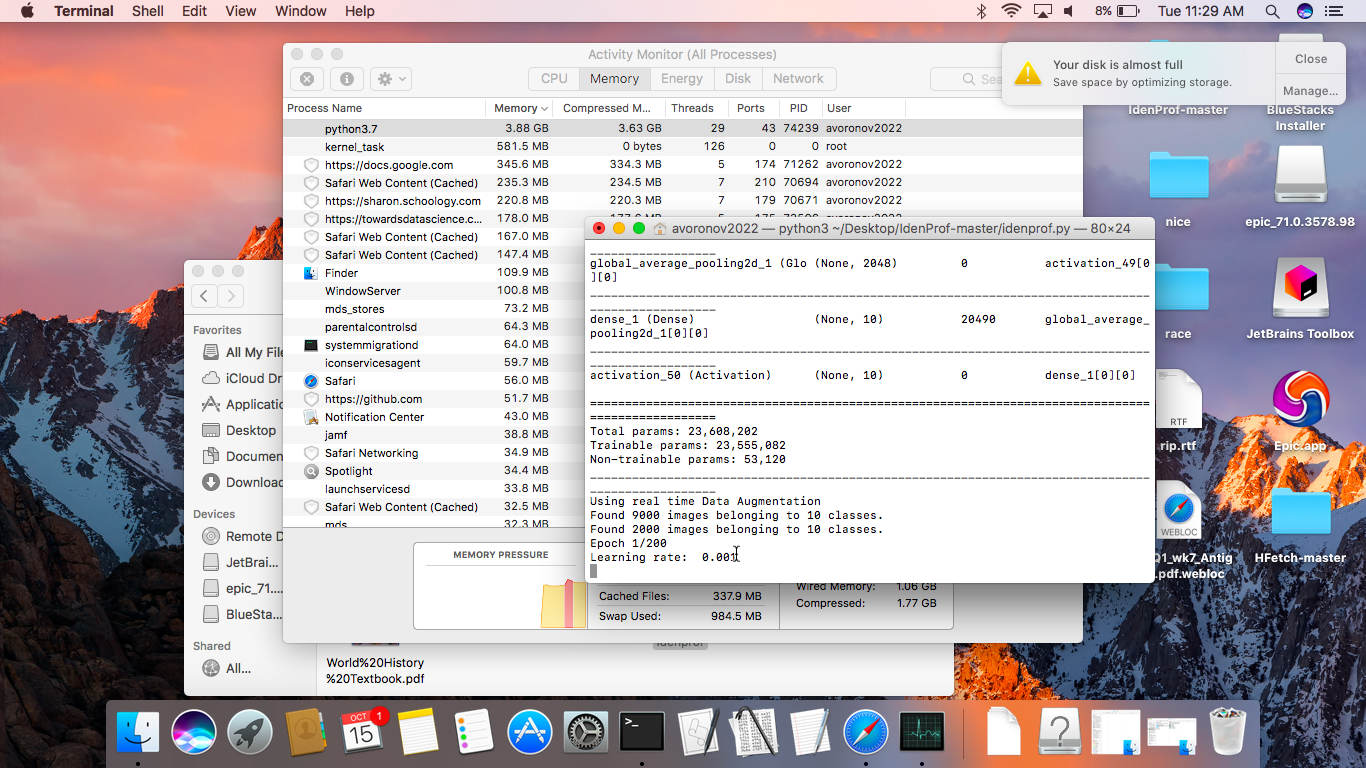 Terminal Shell Edit View Window Help 8% Tue 11:29 AM
Activity Monitor (All Processes)
CPU Memory Energy Disk Network
Your disk is almost full
Save space by optimizing storage.
Close
Manage...
Process Name Memory Compressed M... Threads Ports PID User
python3.7 3.88 GB 3.63 GB 29 43 74239 avoronov2022
kernel_task 581.5 MB 0 bytes 126 0 0 root
https://docs.google.com 345.6 MB 334.3 MB 5 174 71262 avoronov2022
Safari Web Content (Cached) 235.3 MB 234.5 MB 7 210 70694 avoronov2022
https://sharon.schoology.com 220.8 MB 220.3 MB 7 179 70671 avoronov2022
https://towardsdatascience.c... 178.0 MB
Safari Web Content (Cached) 167.0 MB
Safari Web Content (Cached) 147.4 MB
Finder 109.9 MB
WindowServer 100.8 MB
mds_stores 73.2 MB
parentalcontrolsd 64.3 MB
systemmigrationd 64.0 MB
iconservicesagent 59.7 MB
Safari 56.0 MB
https://github.com 51.7 MB
Notification Center 43.0 MB
jamf 38.8 MB
Safari Networking 34.9 MB
Spotlight 34.4 MB
launchservicesd 33.8 MB
Safari Web Content (Cached) 32.5 MB
mds 32.3 MB
MEMORY PRESSURE
Cached Files: 337.9 MB
Swap Used: 984.5 MB
Wired Memory: 1.06 GB
Compressed: 1.77 GB
avoronov2022 — python3 ~/Desktop/IdenProf-master/idenprof.py — 80×24
global_average_pooling2d_1 (Glo (None, 2048) 0 activation_49[0
][0]
dense_1 (Dense) (None, 10) 20490 global_average_
pooling2d_1[0][0]
activation_50 (Activation) (None, 10) 0 dense_1[0][0]
Total params: 23,608,202
Trainable params: 23,555,082
Non-trainable params: 53,120
Using real time Data Augmentation
Found 9000 images belonging to 10 classes.
Found 2000 images belonging to 10 classes.
Epoch 1/200
Learning rate: 0.001
Favorites
All My File
iCloud Dr
Applicatio
Desktop
Documen
Download
Devices
Remote D
JetBrai...
epic_71....
BlueSta...
Shared
All...
World%20History
%20Textbook.pdf
idenprof
IdenProf-master
BlueStacks
Installer
nice
epic_71.0.3578.98
race
JetBrains Toolbox
RTF
rip.rtf
Epic.app
WEBLOC
Q1_wk7_Antig
.pdf.webloc
HFetch-master
OCT
15
1